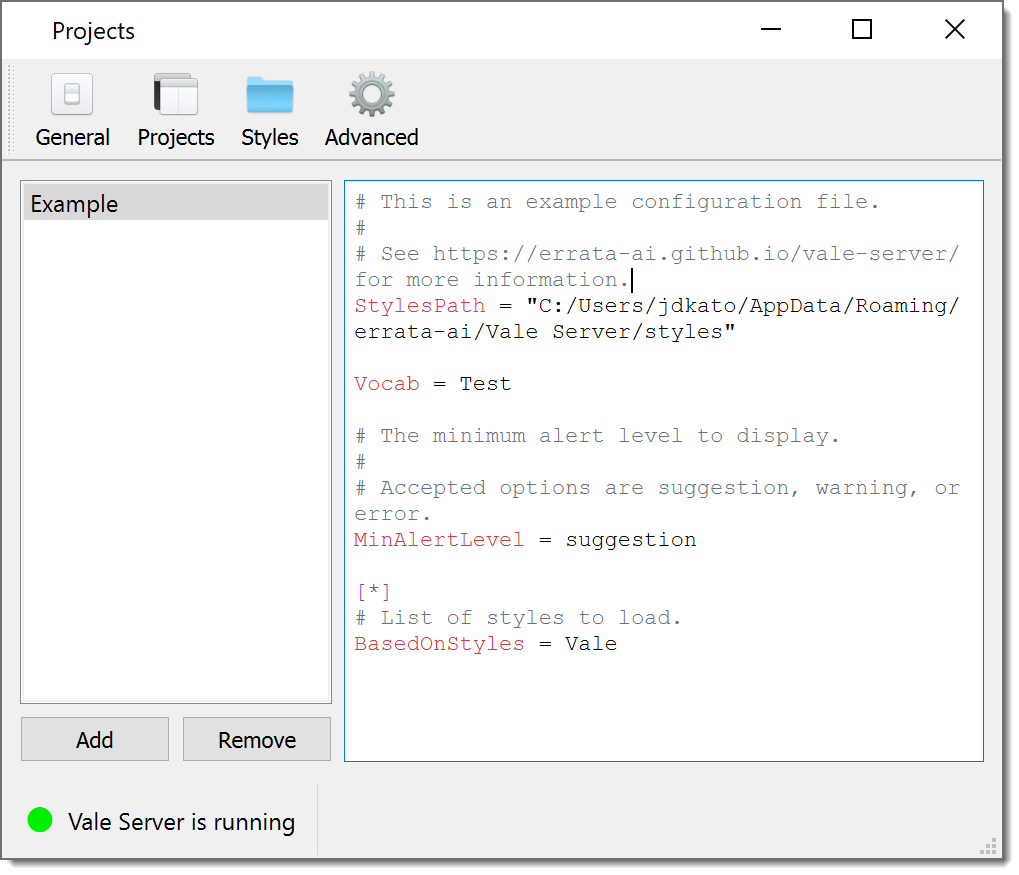 Projects
General Projects Styles Advanced
Example
# This is an example configuration file.
#
# See https://errata-ai.github.io/vale-server/
for more information.
StylesPath = "C:/Users/jdkato/AppData/Roaming/
errata-ai/Vale Server/styles"
Vocab = Test
# The minimum alert level to display.
#
# Accepted options are suggestion, warning, or
error.
MinAlertLevel = suggestion
[*]
# List of styles to load.
BasedOnStyles = Vale
Add Remove
Vale Server is running